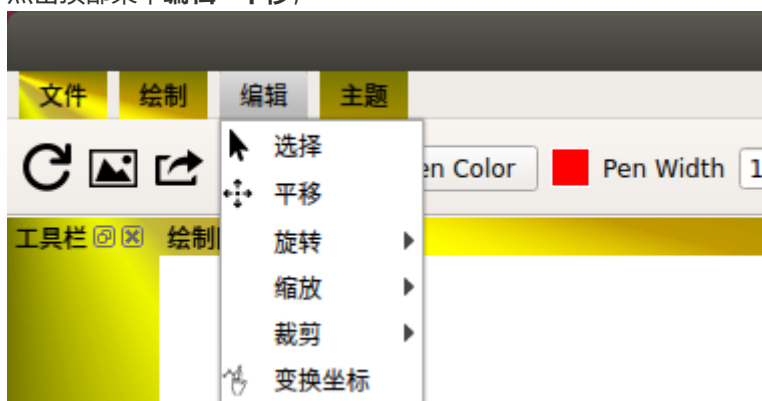 文件 绘制 编辑 主题
选择
en Color Pen Width 1
平移
工具栏 绘制
旋转
缩放
裁剪
变换坐标